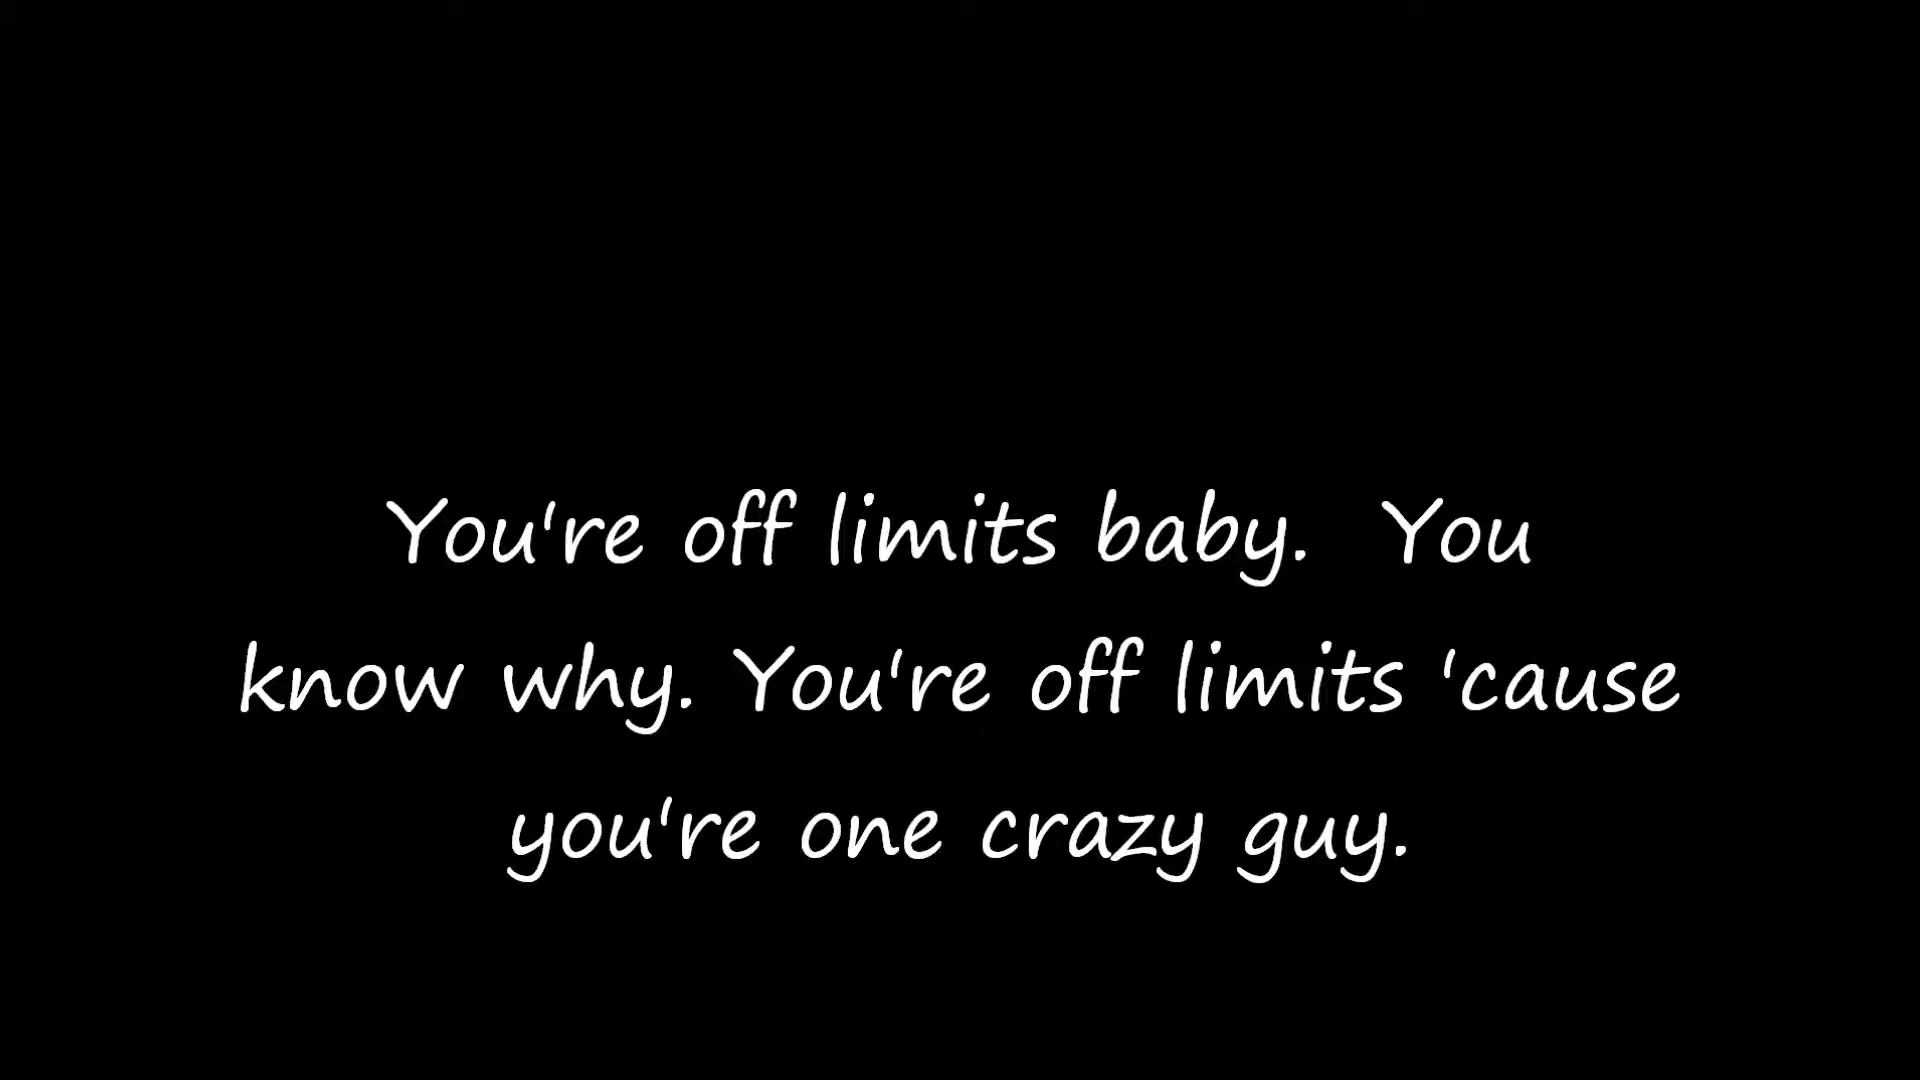 You're off limits baby.  You
know why. You're off limits 'cause
you're one crazy guy.